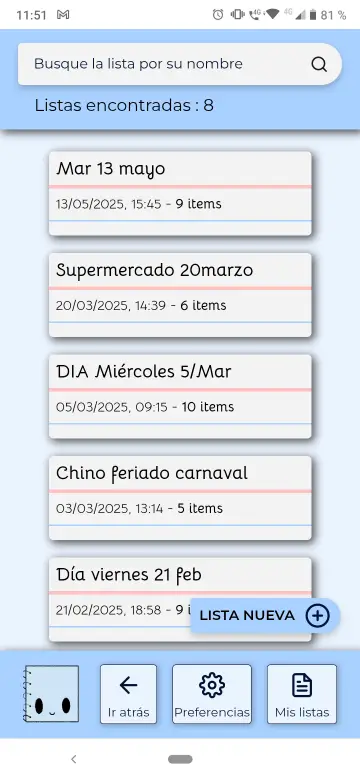 11:51
4G
4G
81 %
Busque la lista por su nombre
Listas encontradas : 8
Mar 13 mayo
13/05/2025, 15:45 - 9 items
Supermercado 20marzo
20/03/2025, 14:39 - 6 items
DIA Miércoles 5/Mar
05/03/2025, 09:15 - 10 items
Chino feriado carnaval
03/03/2025, 13:14 - 5 items
Día viernes 21 feb
21/02/2025, 18:58 - 9 i
LISTA NUEVA
Ir atrás
Preferencias
Mis listas